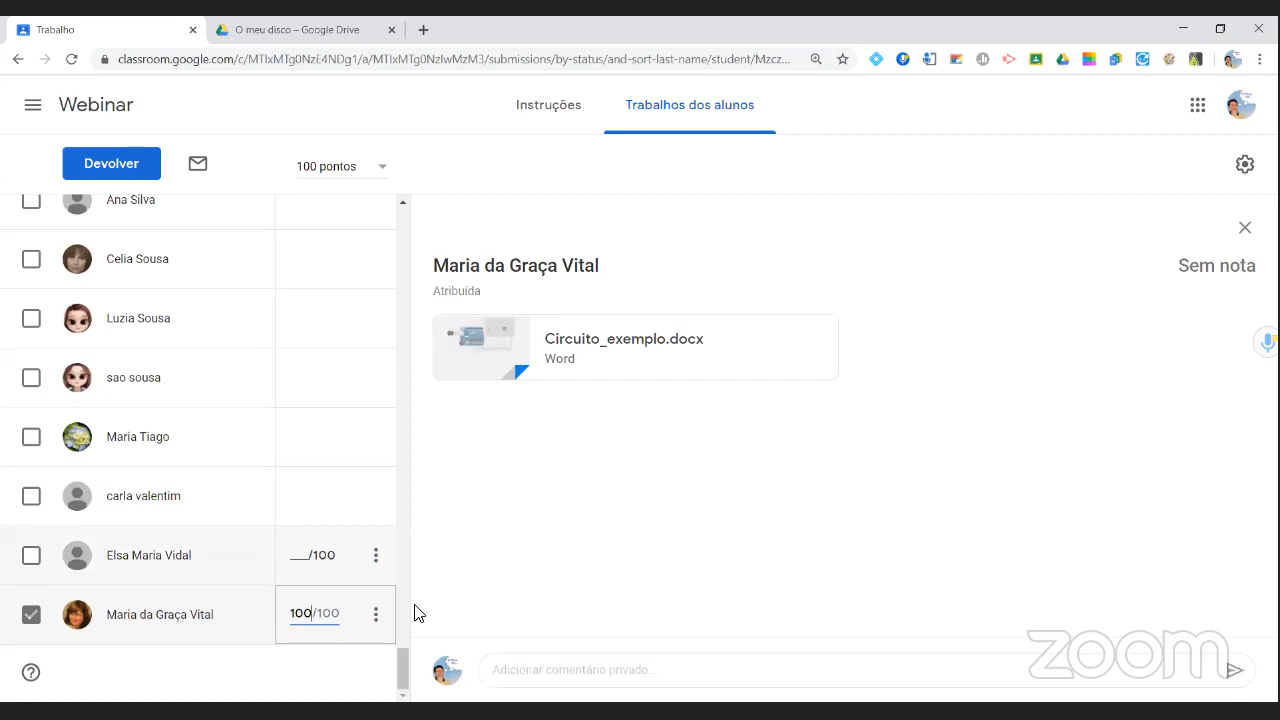 Trabalho
O meu disco – Google Drive
classroom.google.com/c/MTIxMTg0NzE4NDg1/a/MTIxMTg0NzIwMzM3/submissions/by-status/and-sort-last-name/student/Mzcz...
Webinar
Instruções
Trabalhos dos alunos
Devolver
100 pontos
Ana Silva
Celia Sousa
Luzia Sousa
sao sousa
Maria Tiago
carla valentim
Elsa Maria Vidal
___/100
Maria da Graça Vital
100/100
Maria da Graça Vital
Sem nota
Atribuída
Circuito_exemplo.docx
Word
Adicionar comentário privado...
zoom